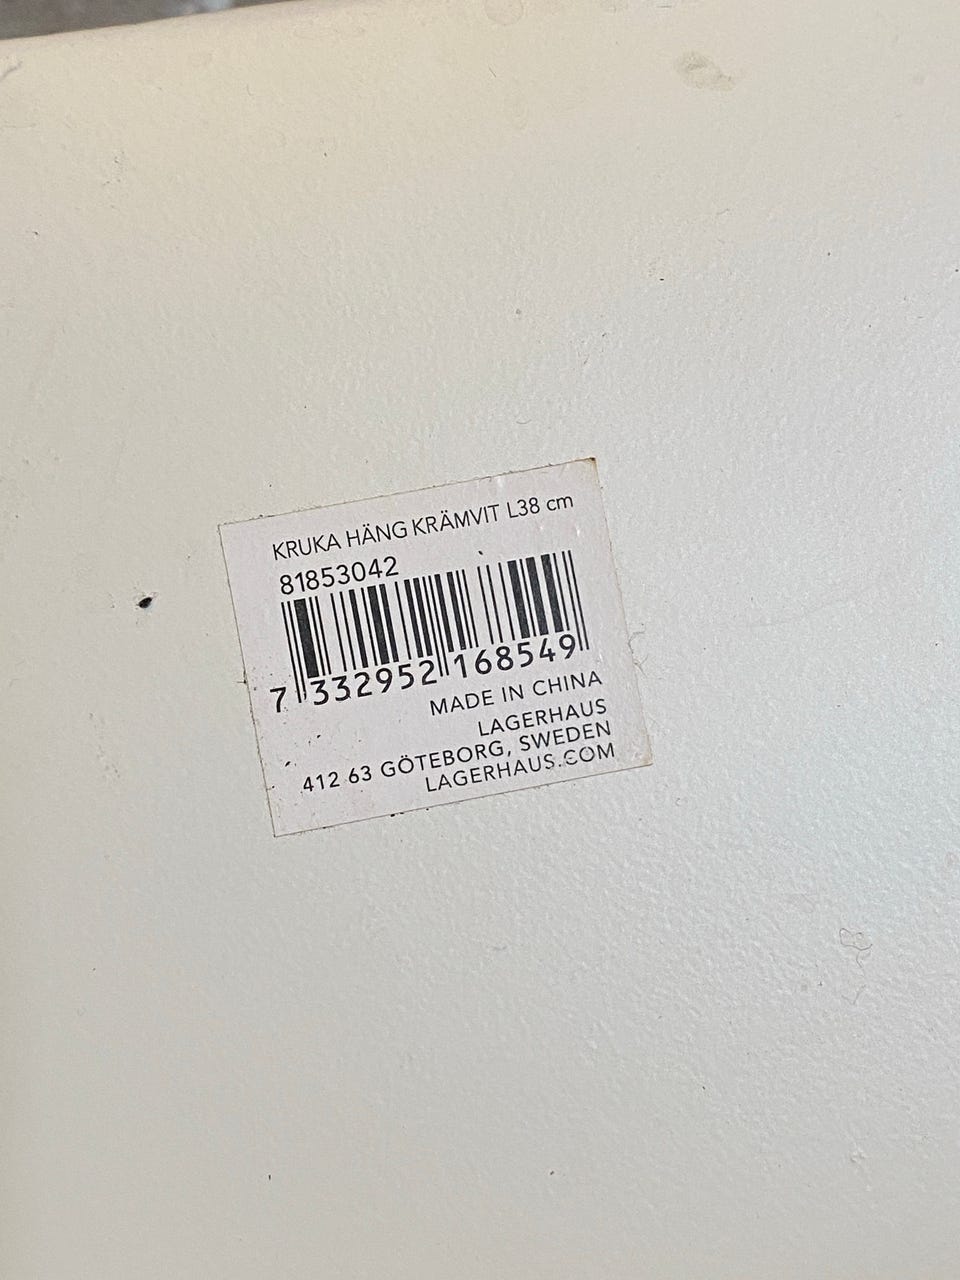 KRUKA HÄNG KRÄMVIT L38 cm
81853042
7 332952 168549
MADE IN CHINA
LAGERHAUS
412 63 GÖTEBORG, SWEDEN
LAGERHAUS.COM